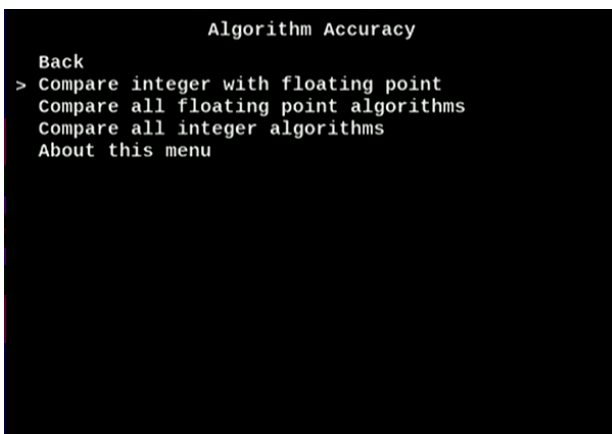 Algorithm Accuracy
Back
> Compare integer with floating point
Compare all floating point algorithms
Compare all integer algorithms
About this menu